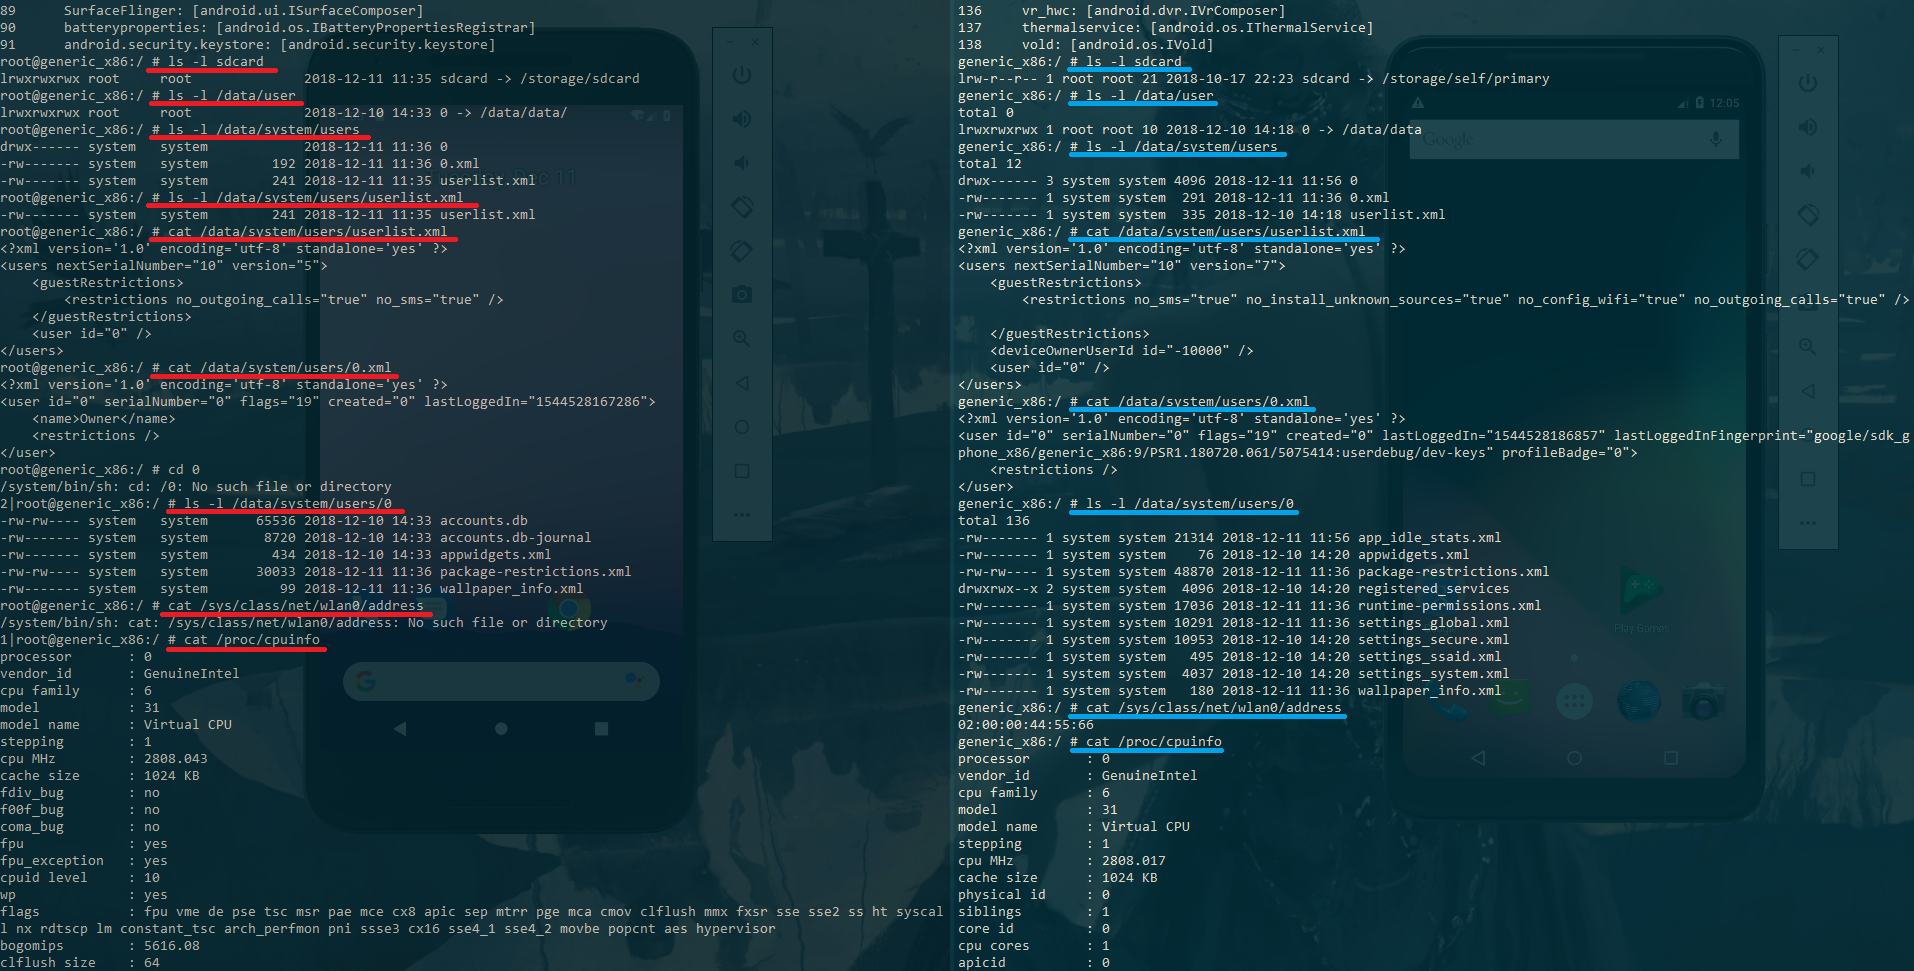 89      SurfaceFlinger: [android.ui.ISurfaceComposer]
90      batteryproperties: [android.os.IBatteryPropertiesRegistrar]
91      android.security.keystore: [android.security.keystore]
root@generic_x86:/ # ls -l sdcard
lrwxrwxrwx root     root              2018-12-11 11:35 sdcard -> /storage/sdcard
root@generic_x86:/ # ls -l /data/user
lrwxrwxrwx root     root              2018-12-10 14:33 0 -> /data/data/
root@generic_x86:/ # ls -l /data/system/users
drwx------ system   system            2018-12-11 11:36 0
-rw------- system   system        192 2018-12-11 11:36 0.xml
-rw------- system   system        241 2018-12-11 11:35 userlist.xml
root@generic_x86:/ # ls -l /data/system/users/userlist.xml
-rw------- system   system        241 2018-12-11 11:35 userlist.xml
root@generic_x86:/ # cat /data/system/users/userlist.xml
<?xml version='1.0' encoding='utf-8' standalone='yes' ?>
<users nextSerialNumber="10" version="5">
    <guestRestrictions>
        <restrictions no_outgoing_calls="true" no_sms="true" />
    </guestRestrictions>
    <user id="0" />
</users>
root@generic_x86:/ # cat /data/system/users/0.xml
<?xml version='1.0' encoding='utf-8' standalone='yes' ?>
<user id="0" serialNumber="0" flags="19" created="0" lastLoggedIn="1544528167286">
    <name>Owner</name>
    <restrictions />
</user>
root@generic_x86:/ # cd 0
/system/bin/sh: cd: /0: No such file or directory
2|root@generic_x86:/ # ls -l /data/system/users/0
-rw-rw---- system   system      65536 2018-12-10 14:33 accounts.db
-rw------- system   system       8720 2018-12-10 14:33 accounts.db-journal
-rw------- system   system        434 2018-12-10 14:33 appwidgets.xml
-rw-rw---- system   system      30033 2018-12-11 11:36 package-restrictions.xml
-rw------- system   system         99 2018-12-11 11:36 wallpaper_info.xml
root@generic_x86:/ # cat /sys/class/net/wlan0/address
/system/bin/sh: cat: /sys/class/net/wlan0/address: No such file or directory
1|root@generic_x86:/ # cat /proc/cpuinfo
processor       : 0
vendor_id       : GenuineIntel
cpu family      : 6
model           : 31
model name      : Virtual CPU
stepping        : 1
cpu MHz         : 2808.043
cache size      : 1024 KB
fdiv_bug        : no
f00f_bug        : no
coma_bug        : no
fpu             : yes
fpu_exception   : yes
cpuid level     : 10
wp              : yes
flags           : fpu vme de pse tsc msr pae mce cx8 apic sep mtrr pge mca cmov clflush mmx fxsr sse sse2 ss ht syscal
l nx rdtscp lm constant_tsc arch_perfmon pni ssse3 cx16 sse4_1 sse4_2 movbe popcnt aes hypervisor
bogomips        : 5616.08
clflush size    : 64
136     vr_hwc: [android.dvr.IVrComposer]
137     thermalservice: [android.os.IThermalService]
138     vold: [android.os.IVold]
generic_x86:/ # ls -l sdcard
lrw-r--r-- 1 root root 21 2018-10-17 22:23 sdcard -> /storage/self/primary
generic_x86:/ # ls -l /data/user
total 0
lrwxrwxrwx 1 root root 10 2018-12-10 14:18 0 -> /data/data
generic_x86:/ # ls -l /data/system/users
total 12
drwx------ 3 system system 4096 2018-12-11 11:56 0
-rw------- 1 system system  291 2018-12-11 11:36 0.xml
-rw------- 1 system system  335 2018-12-10 14:18 userlist.xml
generic_x86:/ # cat /data/system/users/userlist.xml
<?xml version='1.0' encoding='utf-8' standalone='yes' ?>
<users nextSerialNumber="10" version="7">
    <guestRestrictions>
        <restrictions no_sms="true" no_install_unknown_sources="true" no_config_wifi="true" no_outgoing_calls="true" />
    </guestRestrictions>
    <deviceOwnerUserId id="-10000" />
    <user id="0" />
</users>
generic_x86:/ # cat /data/system/users/0.xml
<?xml version='1.0' encoding='utf-8' standalone='yes' ?>
<user id="0" serialNumber="0" flags="19" created="0" lastLoggedIn="1544528186857" lastLoggedInFingerprint="google/sdk_g
phone_x86/generic_x86:9/PSR1.180720.061/5075414:userdebug/dev-keys" profileBadge="0">
    <restrictions />
</user>
generic_x86:/ # ls -l /data/system/users/0
total 136
-rw------- 1 system system 21314 2018-12-11 11:56 app_idle_stats.xml
-rw------- 1 system system    76 2018-12-10 14:20 appwidgets.xml
-rw-rw---- 1 system system 48870 2018-12-11 11:36 package-restrictions.xml
drwxrwx--x 2 system system  4096 2018-12-10 14:20 registered_services
-rw------- 1 system system 17036 2018-12-11 11:36 runtime-permissions.xml
-rw------- 1 system system 10291 2018-12-11 11:36 settings_global.xml
-rw------- 1 system system 10953 2018-12-10 14:20 settings_secure.xml
-rw------- 1 system system   495 2018-12-10 14:20 settings_ssaid.xml
-rw------- 1 system system  4037 2018-12-10 14:20 settings_system.xml
-rw------- 1 system system   180 2018-12-11 11:36 wallpaper_info.xml
generic_x86:/ # cat /sys/class/net/wlan0/address
02:00:00:44:55:66
generic_x86:/ # cat /proc/cpuinfo
processor       : 0
vendor_id       : GenuineIntel
cpu family      : 6
model           : 31
model name      : Virtual CPU
stepping        : 1
cpu MHz         : 2808.017
cache size      : 1024 KB
physical id     : 0
siblings        : 1
core id         : 0
cpu cores       : 1
apicid          : 0
12:05
Google
Play Games